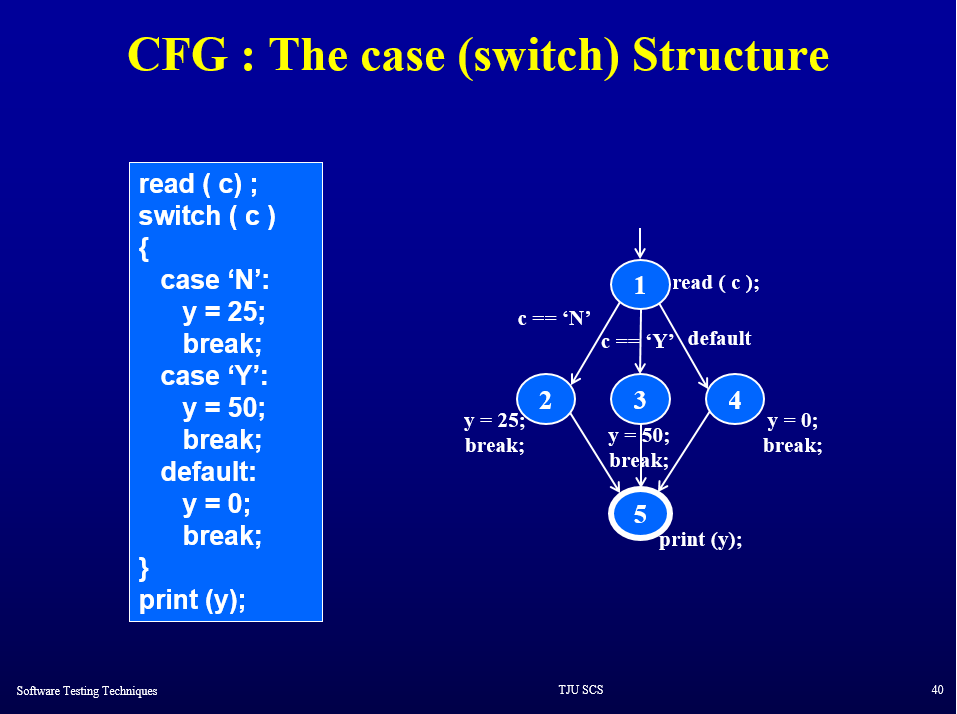 CFG : The case (switch) Structure
read ( c) ;
switch ( c )
{
case ‘N’:
y = 25;
break;
case ‘Y’:
y = 50;
break;
default:
y = 0;
break;
}
print (y);
1
read ( c );
c == ‘N’
c == ‘Y’
default
2
3
4
y = 25;
break;
y = 50;
break;
y = 0;
break;
5
print (y);
Software Testing Techniques
TJU SCS
40